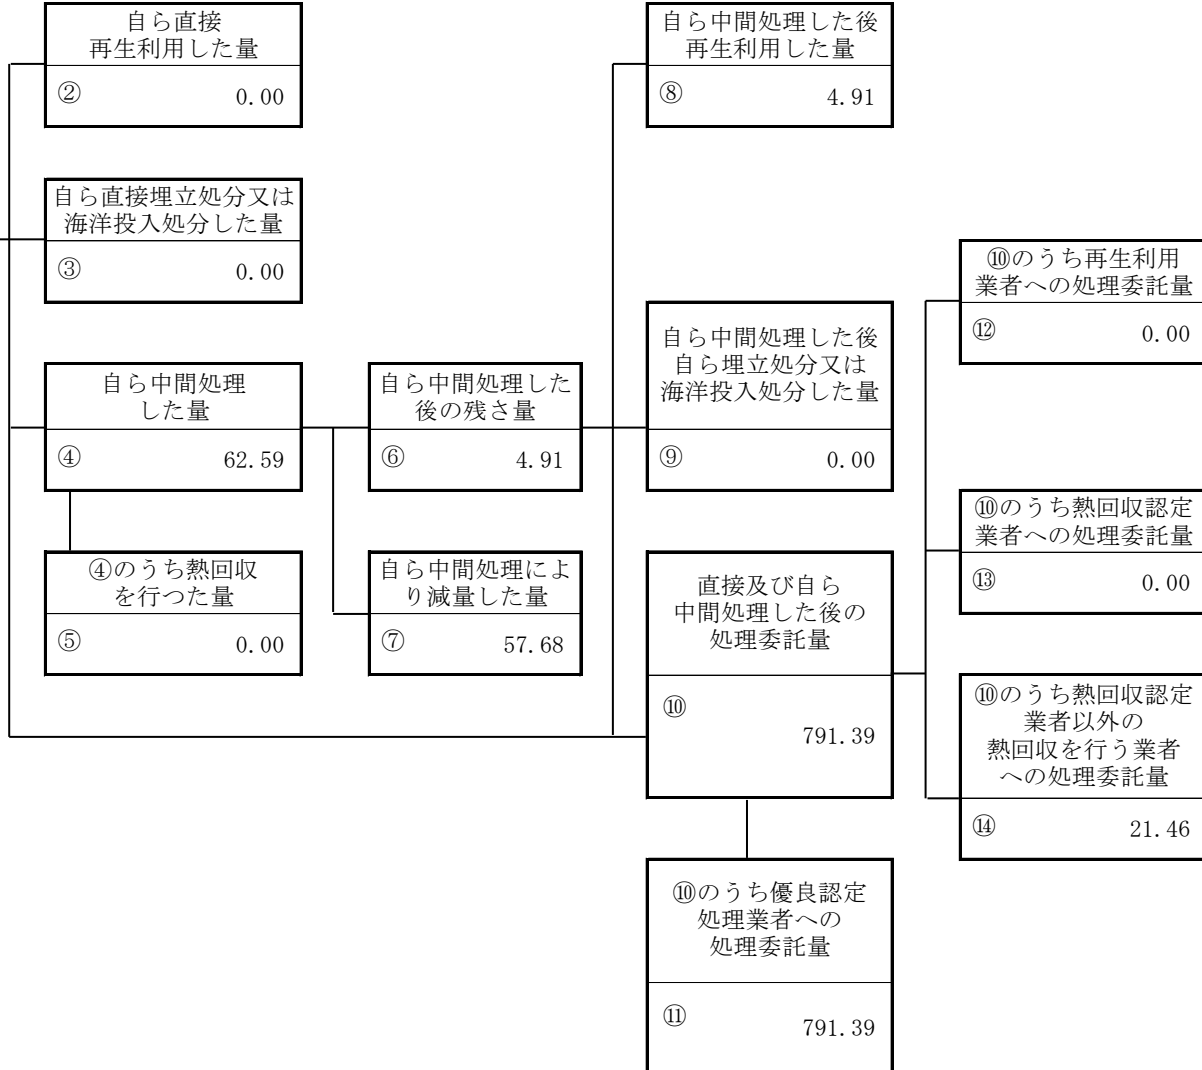 自ら直接
再生利用した量
② 0.00
自ら中間処理した後
再生利用した量
⑧ 4.91
自ら直接埋立処分又は
海洋投入処分した量
③ 0.00
⑩のうち再生利用
業者への処理委託量
⑫ 0.00
自ら中間処理した後
自ら埋立処分又は
海洋投入処分した量
⑨ 0.00
自ら中間処理
した量
④ 62.59
自ら中間処理した
後の残さ量
⑥ 4.91
⑩のうち熱回収認定
業者への処理委託量
⑬ 0.00
④のうち熱回収
を行つた量
⑤ 0.00
自ら中間処理によ
り減量した量
⑦ 57.68
直接及び自ら
中間処理した後の
処理委託量
⑩ 791.39
⑩のうち熱回収認定
業者以外の
熱回収を行う業者
への処理委託量
⑭ 21.46
⑩のうち優良認定
処理業者への
処理委託量
⑪ 791.39